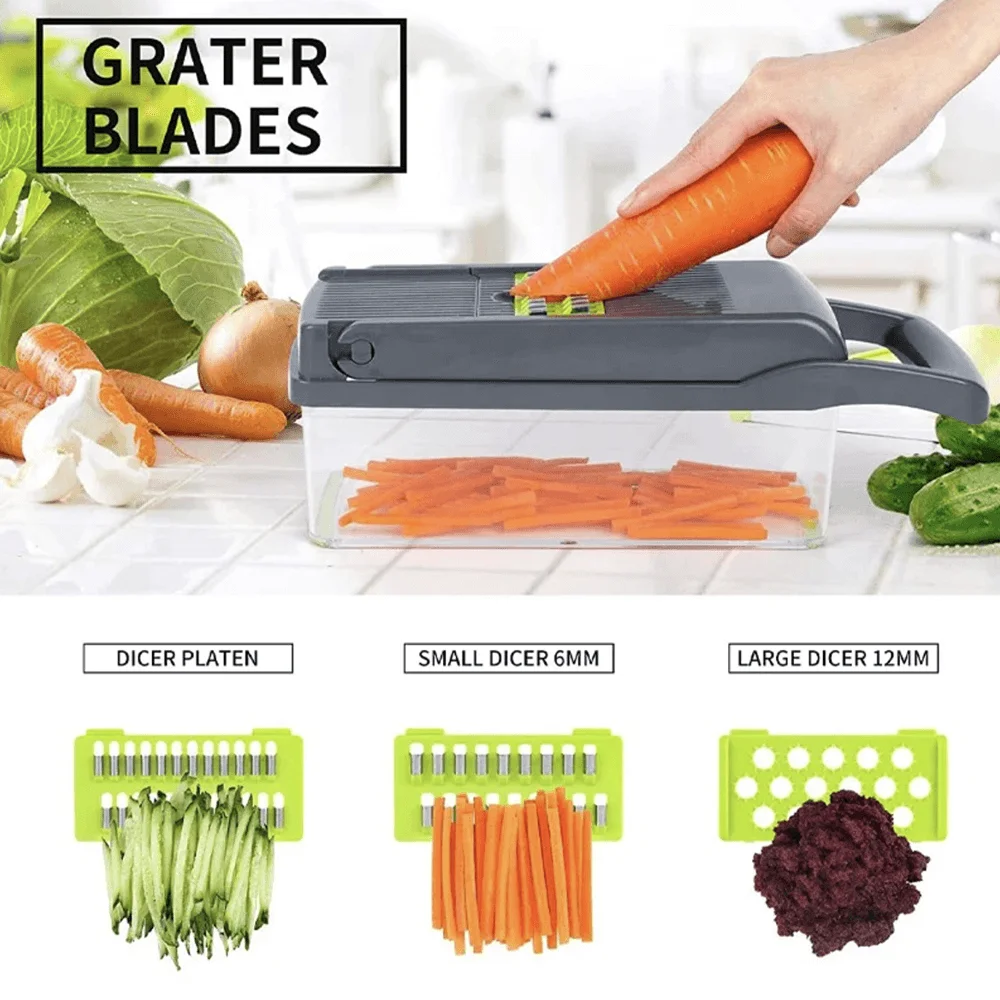 GRATER
BLADES
DICER PLATEN
SMALL DICER 6MM
LARGE DICER 12MM